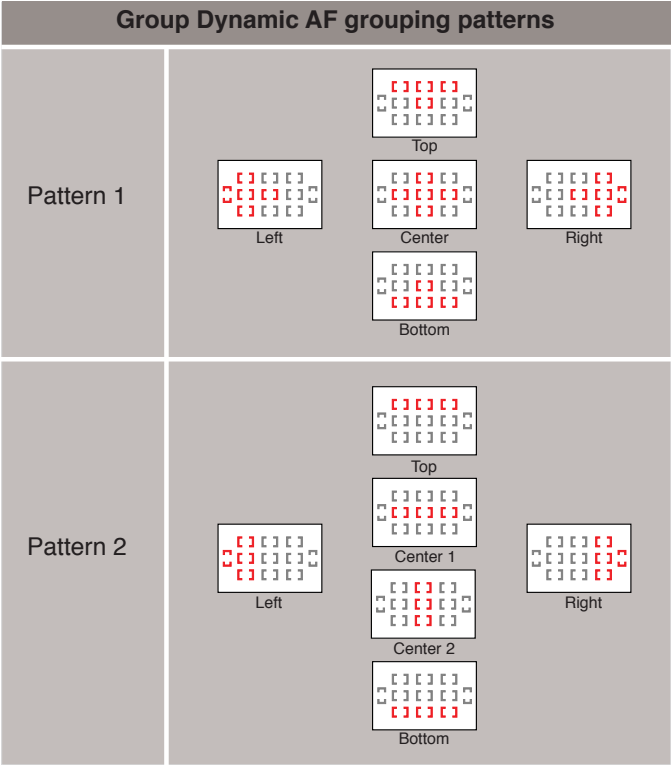 Group Dynamic AF grouping patterns
Pattern 1
Top
Left
Center
Right
Bottom
Pattern 2
Top
Center 1
Left
Right
Center 2
Bottom